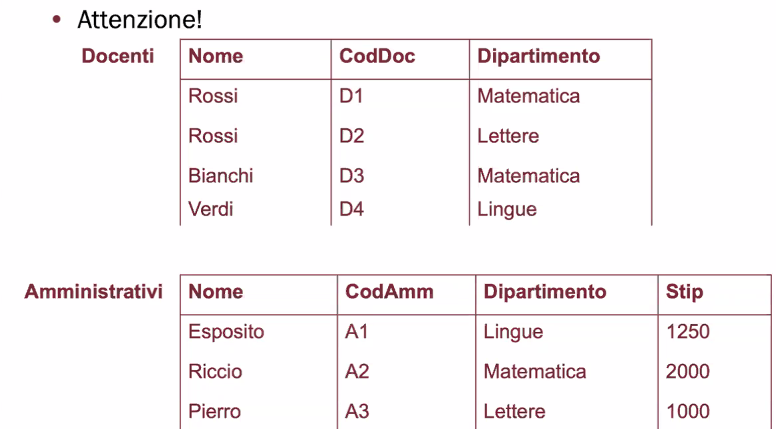 • Attenzione!
Docenti Nome CodDoc Dipartimento
Rossi D1 Matematica
Rossi D2 Lettere
Bianchi D3 Matematica
Verdi D4 Lingue
Amministrativi Nome CodAmm Dipartimento Stip
Esposito A1 Lingue 1250
Riccio A2 Matematica 2000
Pierro A3 Lettere 1000